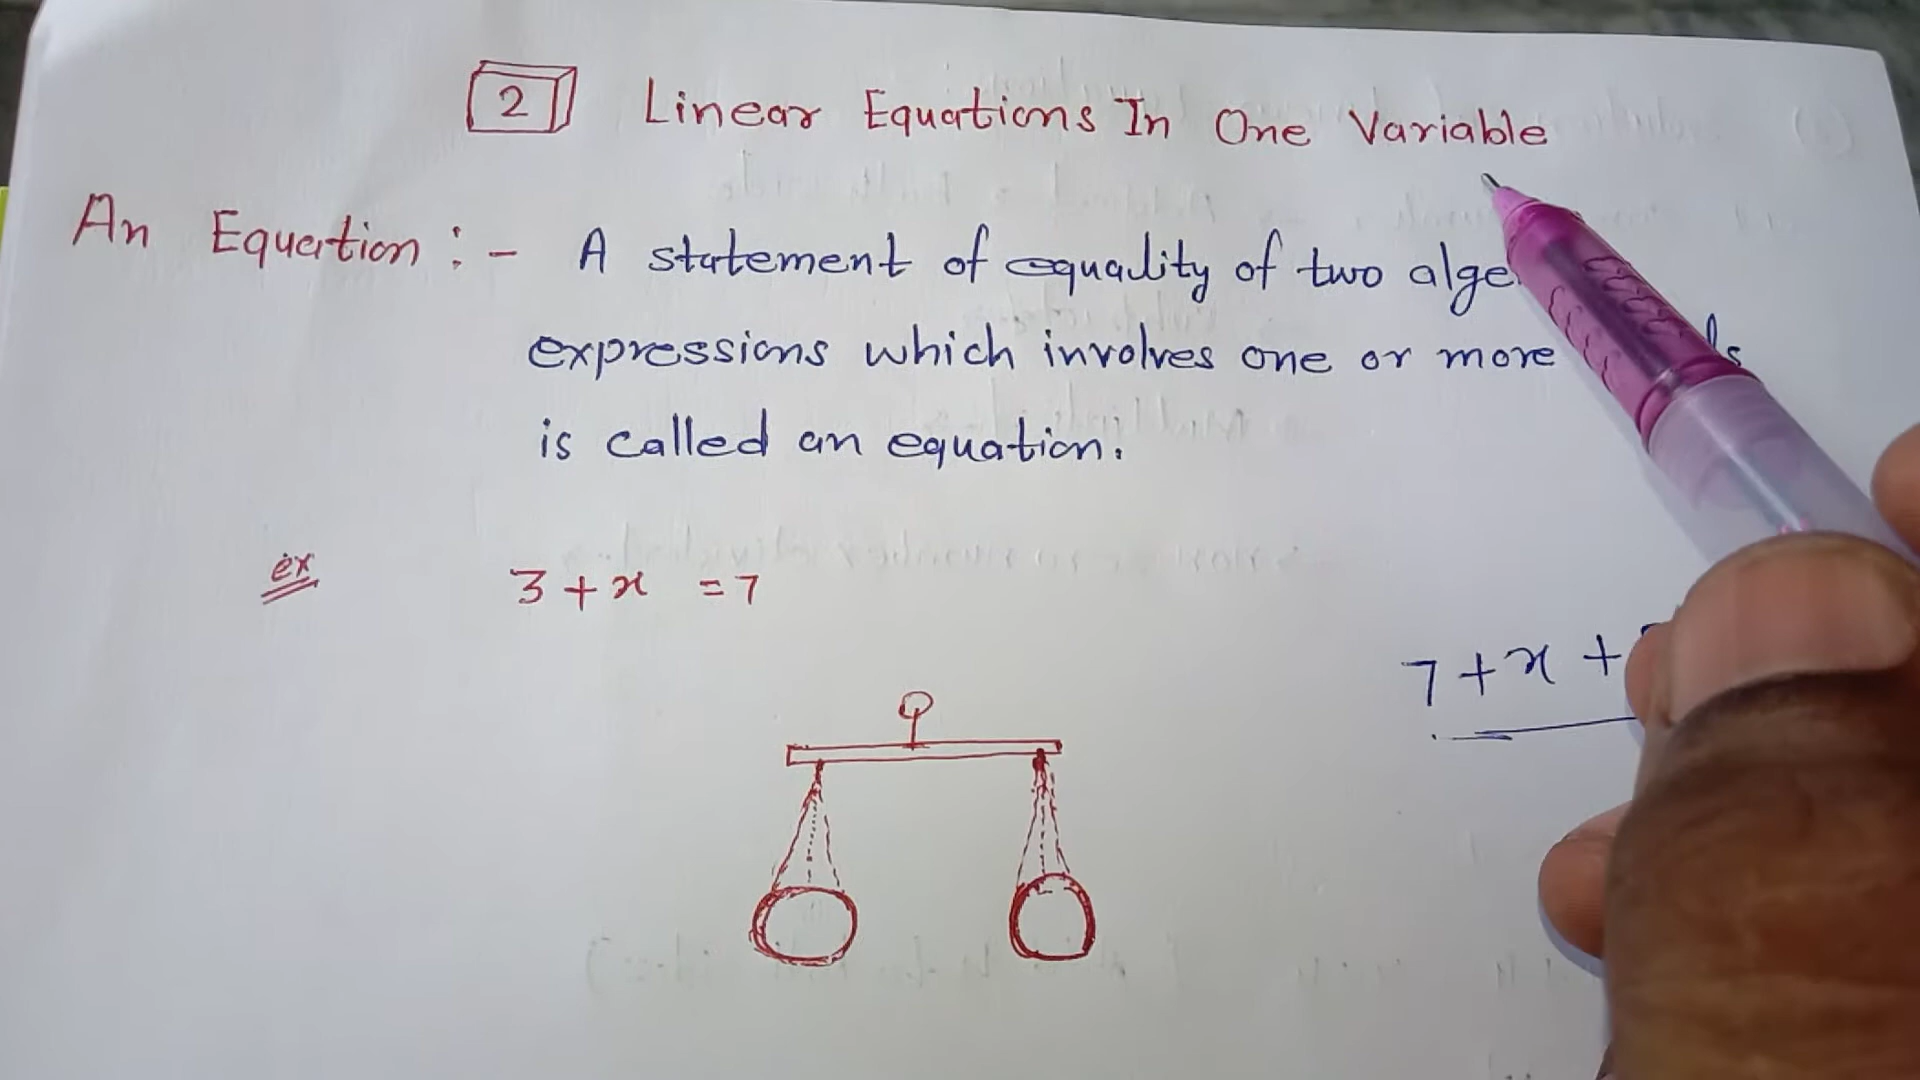 2 Linear Equations In One Variable
An Equation :- A statement of equality of two alge
expressions which involves one or more
is called an equation.
ex 3 + x = 7
7 + x +